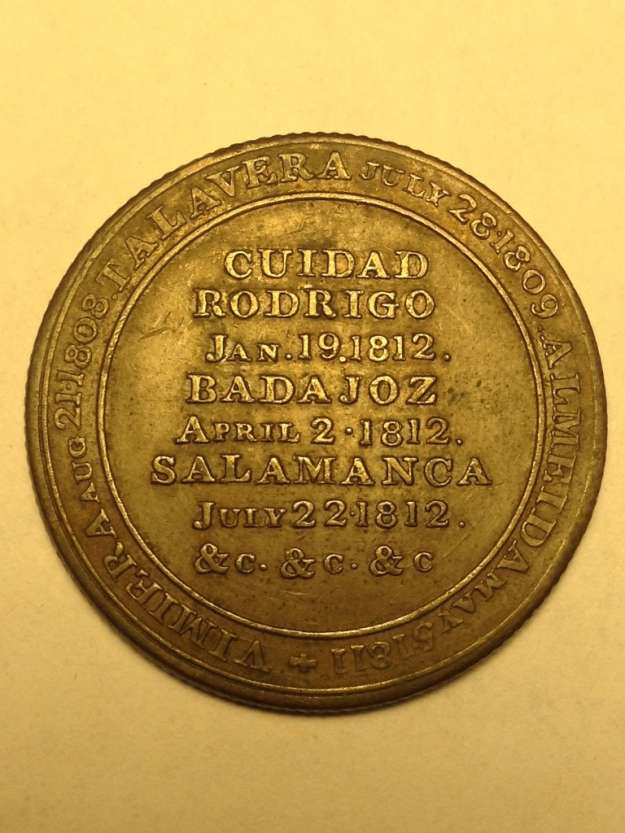 VIMIERA AUG 21·1808. TALAVERA JULY 28·1809. ALMEIDA MAY 5 1811 +
CUIDAD
RODRIGO
JAN. 19.1812.
BADAJOZ
APRIL 2·1812.
SALAMANCA
JULY 22·1812.
&C. &C. &C